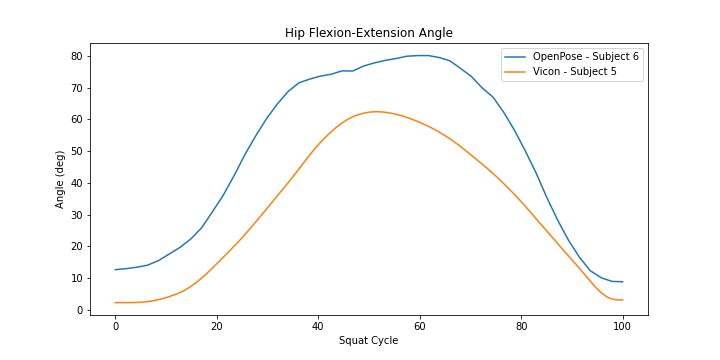 Hip Flexion-Extension Angle
OpenPose - Subject 6
Vicon - Subject 5
Angle (deg)
80
70
60
50
40
30
20
10
0
0 20 40 60 80 100
Squat Cycle